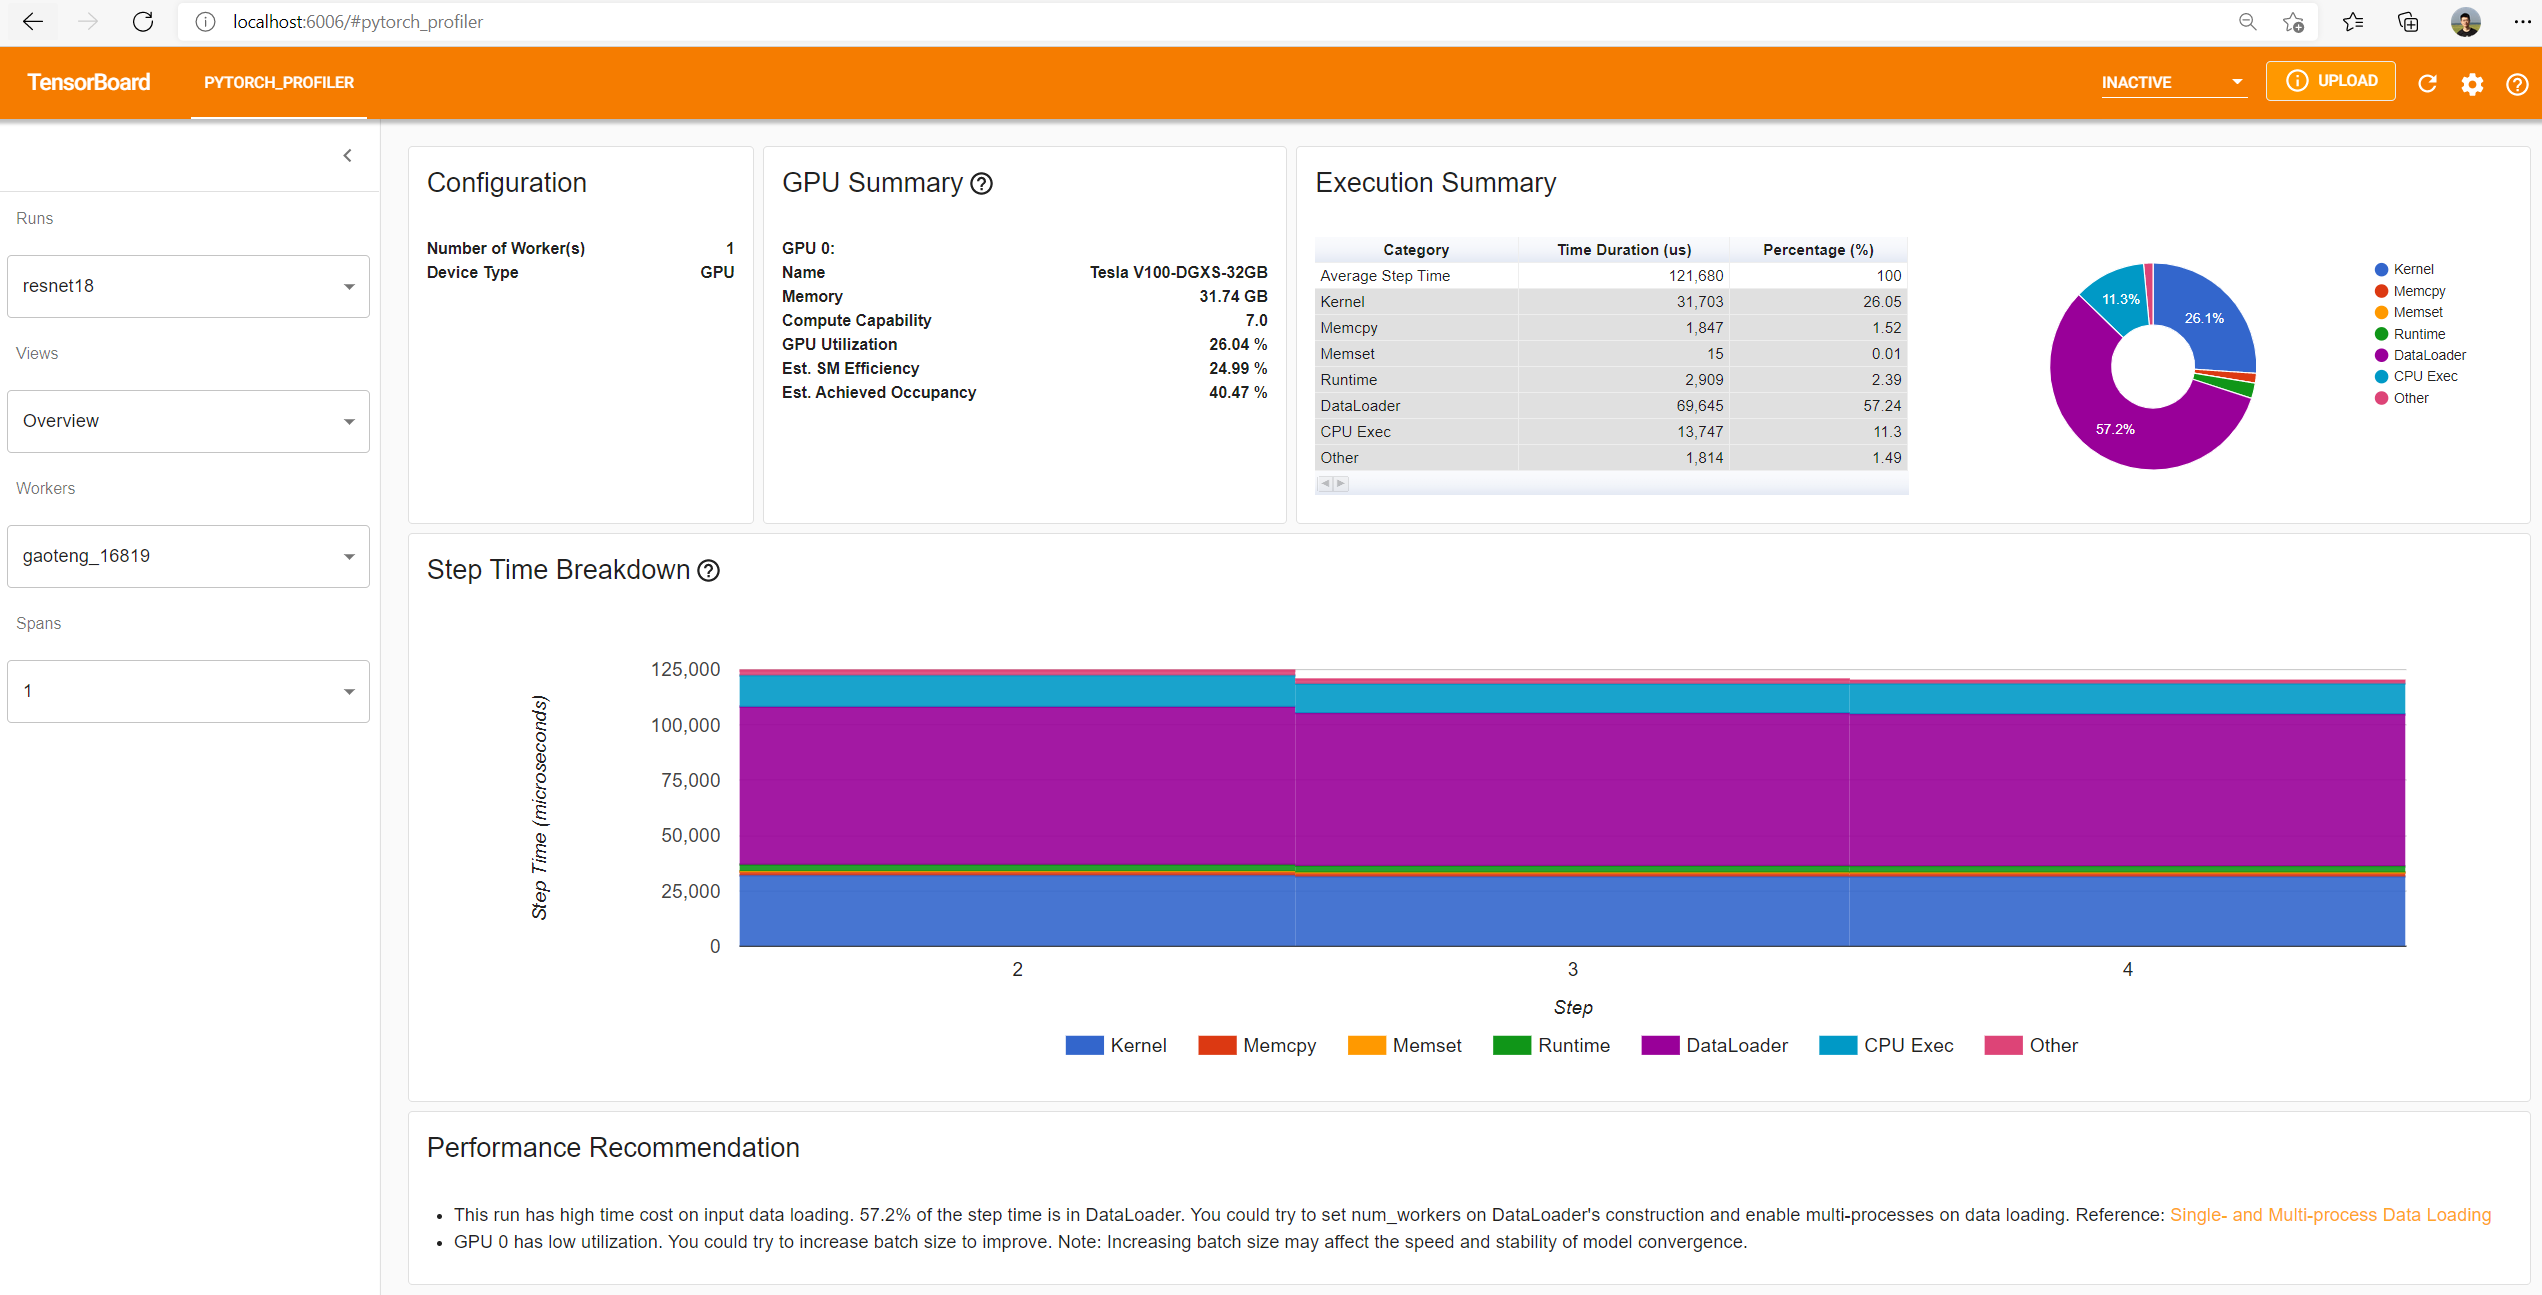 localhost:6006/#pytorch_profiler
TensorBoard
PYTORCH_PROFILER
INACTIVE
UPLOAD
Runs
resnet18
Views
Overview
Workers
gaoteng_16819
Spans
1
Configuration
Number of Worker(s) 1
Device Type GPU
GPU Summary
GPU 0:
Name Tesla V100-DGXS-32GB
Memory 31.74 GB
Compute Capability 7.0
GPU Utilization 26.04 %
Est. SM Efficiency 24.99 %
Est. Achieved Occupancy 40.47 %
Execution Summary
Category Time Duration (us) Percentage (%)
Average Step Time 121,680 100
Kernel 31,703 26.05
Memcpy 1,847 1.52
Memset 15 0.01
Runtime 2,909 2.39
DataLoader 69,645 57.24
CPU Exec 13,747 11.3
Other 1,814 1.49
11.3%
26.1%
57.2%
Kernel
Memcpy
Memset
Runtime
DataLoader
CPU Exec
Other
Step Time Breakdown
Step Time (microseconds)
125,000
100,000
75,000
50,000
25,000
0
2 3 4
Step
Kernel Memcpy Memset Runtime DataLoader CPU Exec Other
Performance Recommendation
• This run has high time cost on input data loading. 57.2% of the step time is in DataLoader. You could try to set num_workers on DataLoader's construction and enable multi-processes on data loading. Reference: Single- and Multi-process Data Loading
• GPU 0 has low utilization. You could try to increase batch size to improve. Note: Increasing batch size may affect the speed and stability of model convergence.